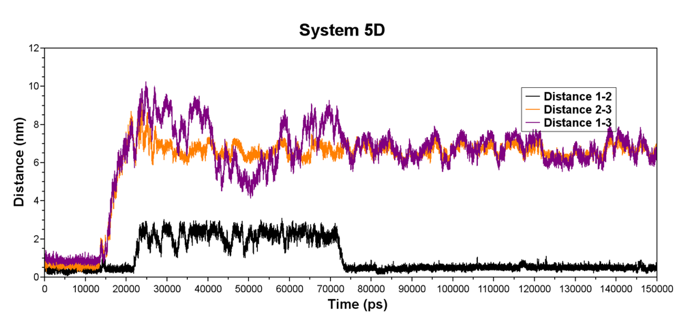 System 5D
12
10
8
6
4
2
0
Distance (nm)
Distance 1-2
Distance 2-3
Distance 1-3
0 10000 20000 30000 40000 50000 60000 70000 80000 90000 100000 110000 120000 130000 140000 150000
Time (ps)